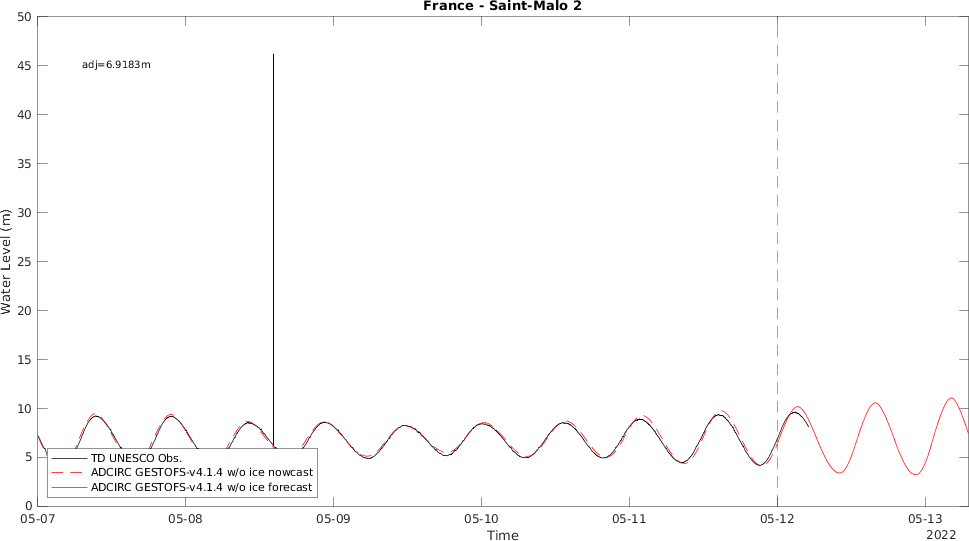 France - Saint-Malo 2
50
45
40
35
30
25
20
15
10
5
0
Water Level (m)
adj=6.9183m
TD UNESCO Obs.
ADCIRC GESTOFS-v4.1.4 w/o ice nowcast
ADCIRC GESTOFS-v4.1.4 w/o ice forecast
05-07 05-08 05-09 05-10 05-11 05-12 05-13
Time
2022